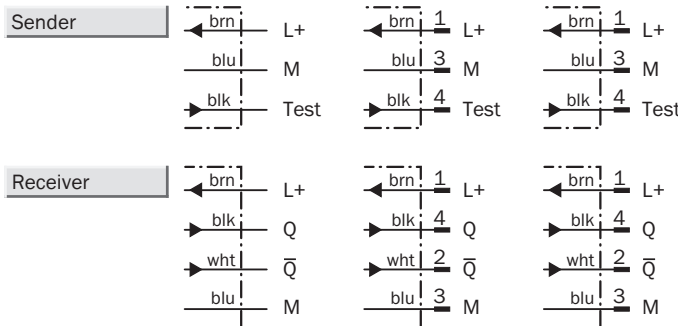 Sender
brn L+ brn 1 L+ brn 1 L+
blu M blu 3 M blu 3 M
blk Test blk 4 Test blk 4 Test
Receiver
brn L+ brn 1 L+ brn 1 L+
blk Q blk 4 Q blk 4 Q
wht Q̅ wht 2 Q̅ wht 2 Q̅
blu M blu 3 M blu 3 M